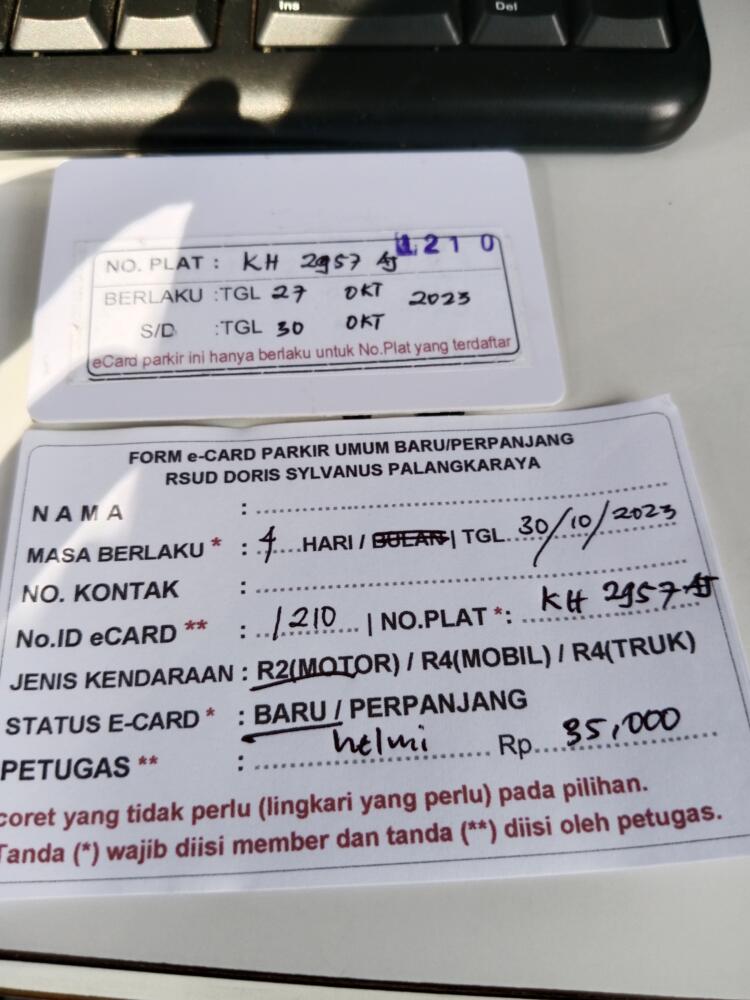 Ins
Del
1210
NO. PLAT : KH 2957 AJ
BERLAKU :TGL 27 OKT 2023
S/D :TGL 30 OKT
eCard parkir ini hanya berlaku untuk No.Plat yang terdaftar
FORM e-CARD PARKIR UMUM BARU/PERPANJANG
RSUD DORIS SYLVANUS PALANGKARAYA
NAMA :
MASA BERLAKU * : 4 HARI / BULAN | TGL. 30/10/2023
NO. KONTAK :
No.ID eCARD ** : 1210 | NO.PLAT *: KH 2957 AJ
JENIS KENDARAAN : R2(MOTOR) / R4(MOBIL) / R4(TRUK)
STATUS E-CARD * : BARU / PERPANJANG
PETUGAS ** : helmi Rp. 35,000
coret yang tidak perlu (lingkari yang perlu) pada pilihan.
Tanda (*) wajib diisi member dan tanda (**) diisi oleh petugas.